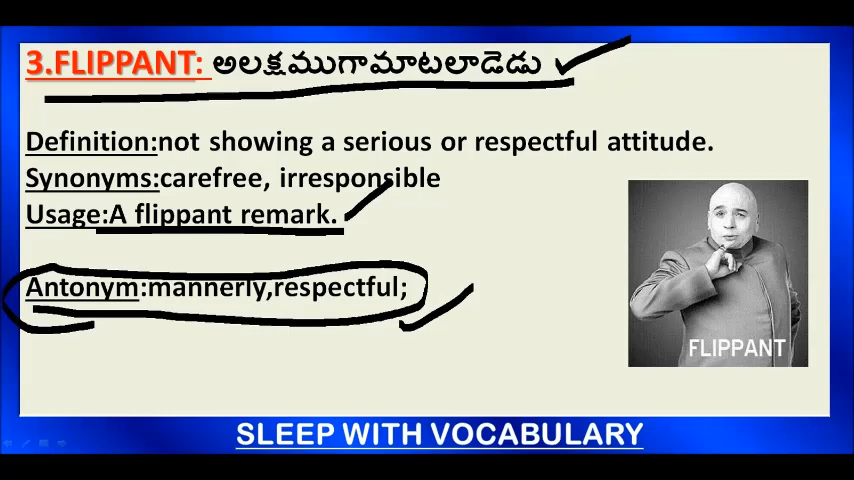 3.FLIPPANT: అలక్షముగామాటలాడెడు
Definition:not showing a serious or respectful attitude.
Synonyms:carefree, irresponsible
Usage:A flippant remark.
Antonym:mannerly,respectful;
FLIPPANT
SLEEP WITH VOCABULARY